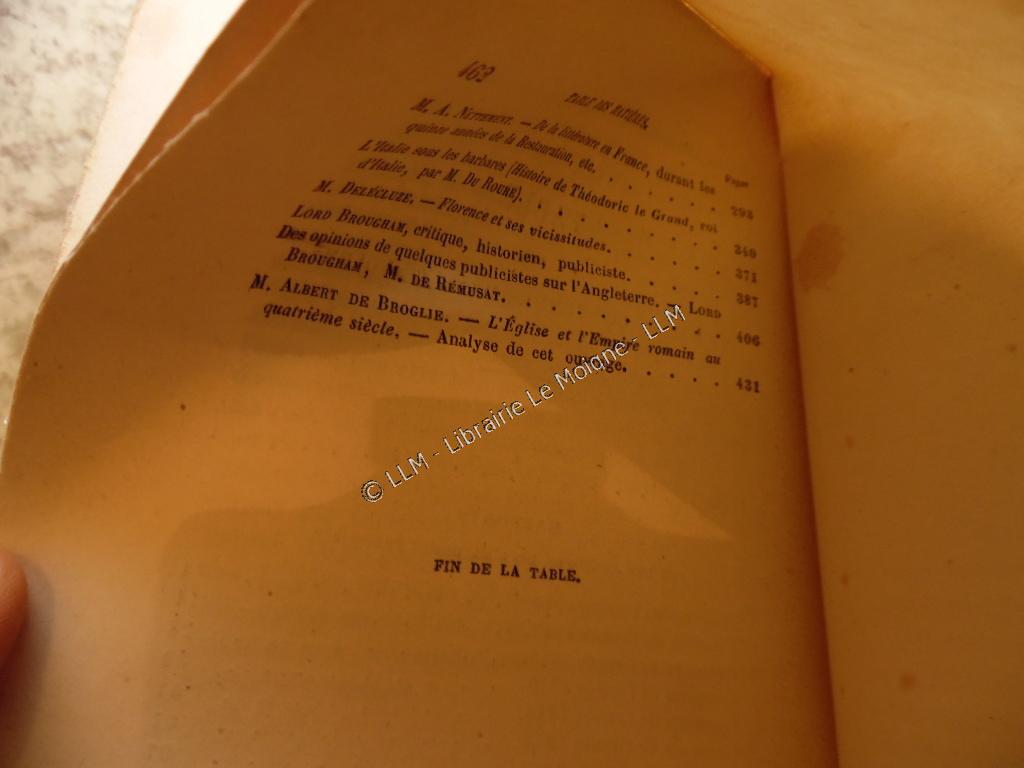 462
TABLE DES MATIÈRES.
Pages
M. A. NETTEMENT. — De la littérature en France, durant les
quinze années de la Restauration, etc. . . . . . . . 293
L'Italie sous les barbares (Histoire de Théodoric le Grand, roi
d'Italie, par M. DU ROURE). . . . . . . . . 340
M. DELÉCLUZE. — Florence et ses vicissitudes. . . . . . 371
LORD BROUGHAM, critique, historien, publiciste. . . . . 387
Des opinions de quelques publicistes sur l'Angleterre. — LORD
BROUGHAM, M. DE RÉMUSAT. . . . . . . . . 406
M. ALBERT DE BROGLIE. — L'Église et l'Empire romain au
quatrième siècle. — Analyse de cet ouvrage. . . . . . 431
© LLM - Librairie Le Moigne - LLM
FIN DE LA TABLE.